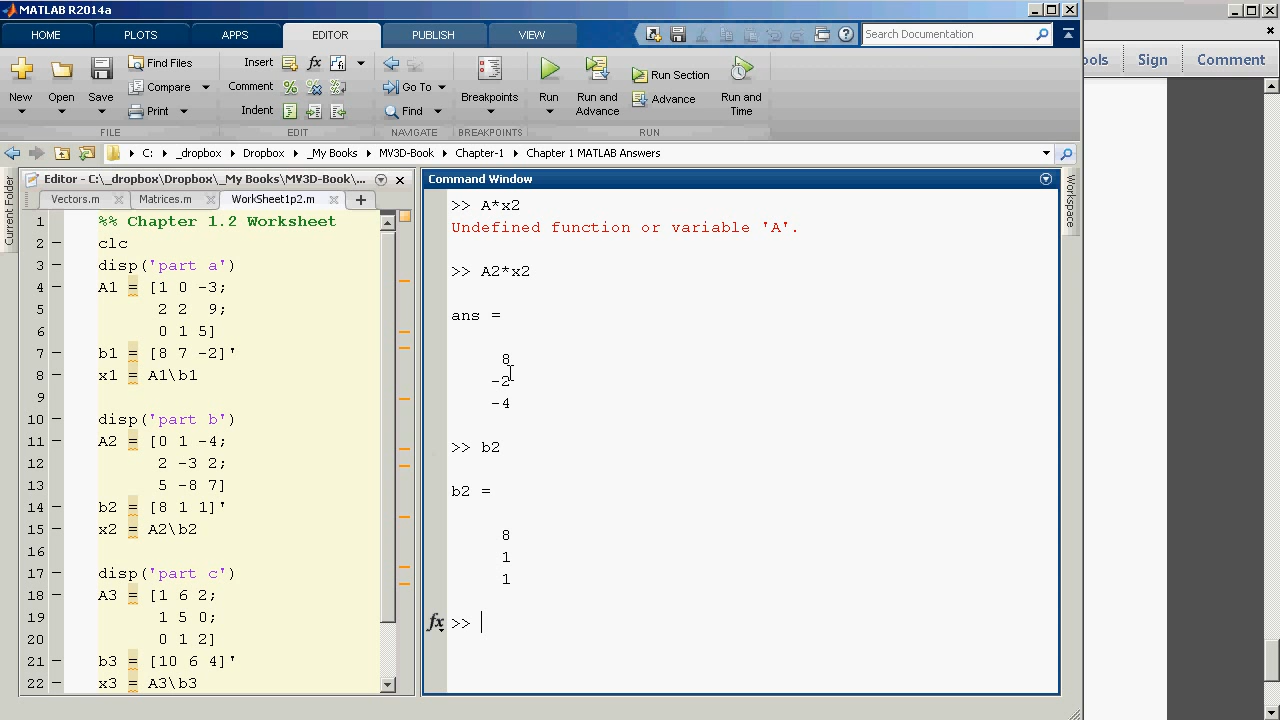 MATLAB R2014a
HOME PLOTS APPS EDITOR PUBLISH VIEW Search Documentation
Tools Sign Comment
New Open Save Find Files Compare Print
Insert fx
Comment
Indent
Go To
Find
Breakpoints
Run Run and Advance Run Section Advance Run and Time
FILE EDIT NAVIGATE BREAKPOINTS RUN
C: _dropbox Dropbox _My Books MV3D-Book Chapter-1 Chapter 1 MATLAB Answers
Current Folder
Editor - C:\_dropbox\Dropbox\_My Books\MV3D-Book\...
Vectors.m Matrices.m WorkSheet1p2.m
1 %% Chapter 1.2 Worksheet
2 clc
3 disp('part a')
4 A1 = [1 0 -3;
5 2 2 9;
6 0 1 5]
7 b1 = [8 7 -2]'
8 x1 = A1\b1
9
10 disp('part b')
11 A2 = [0 1 -4;
12 2 -3 2;
13 5 -8 7]
14 b2 = [8 1 1]'
15 x2 = A2\b2
16
17 disp('part c')
18 A3 = [1 6 2;
19 1 5 0;
20 0 1 2]
21 b3 = [10 6 4]'
22 x3 = A3\b3
Command Window
>> A*x2
Undefined function or variable 'A'.
>> A2*x2
ans =
8
-2
-4
>> b2
b2 =
8
1
1
fx >>
Workspace